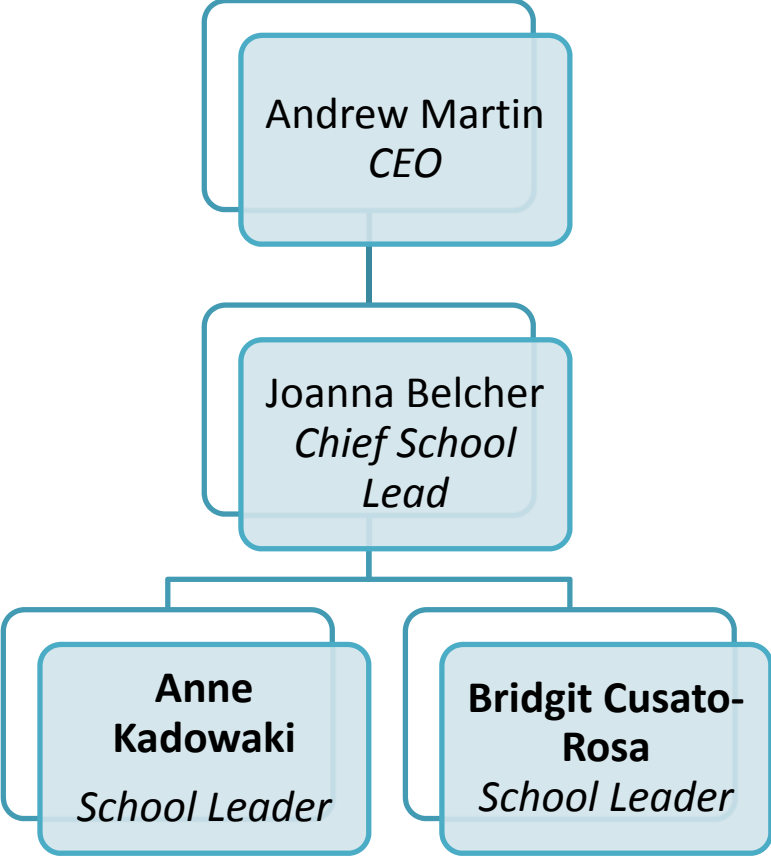 Andrew Martin
CEO
Joanna Belcher
Chief School
Lead
Anne
Kadowaki
School Leader
Bridgit Cusato-
Rosa
School Leader